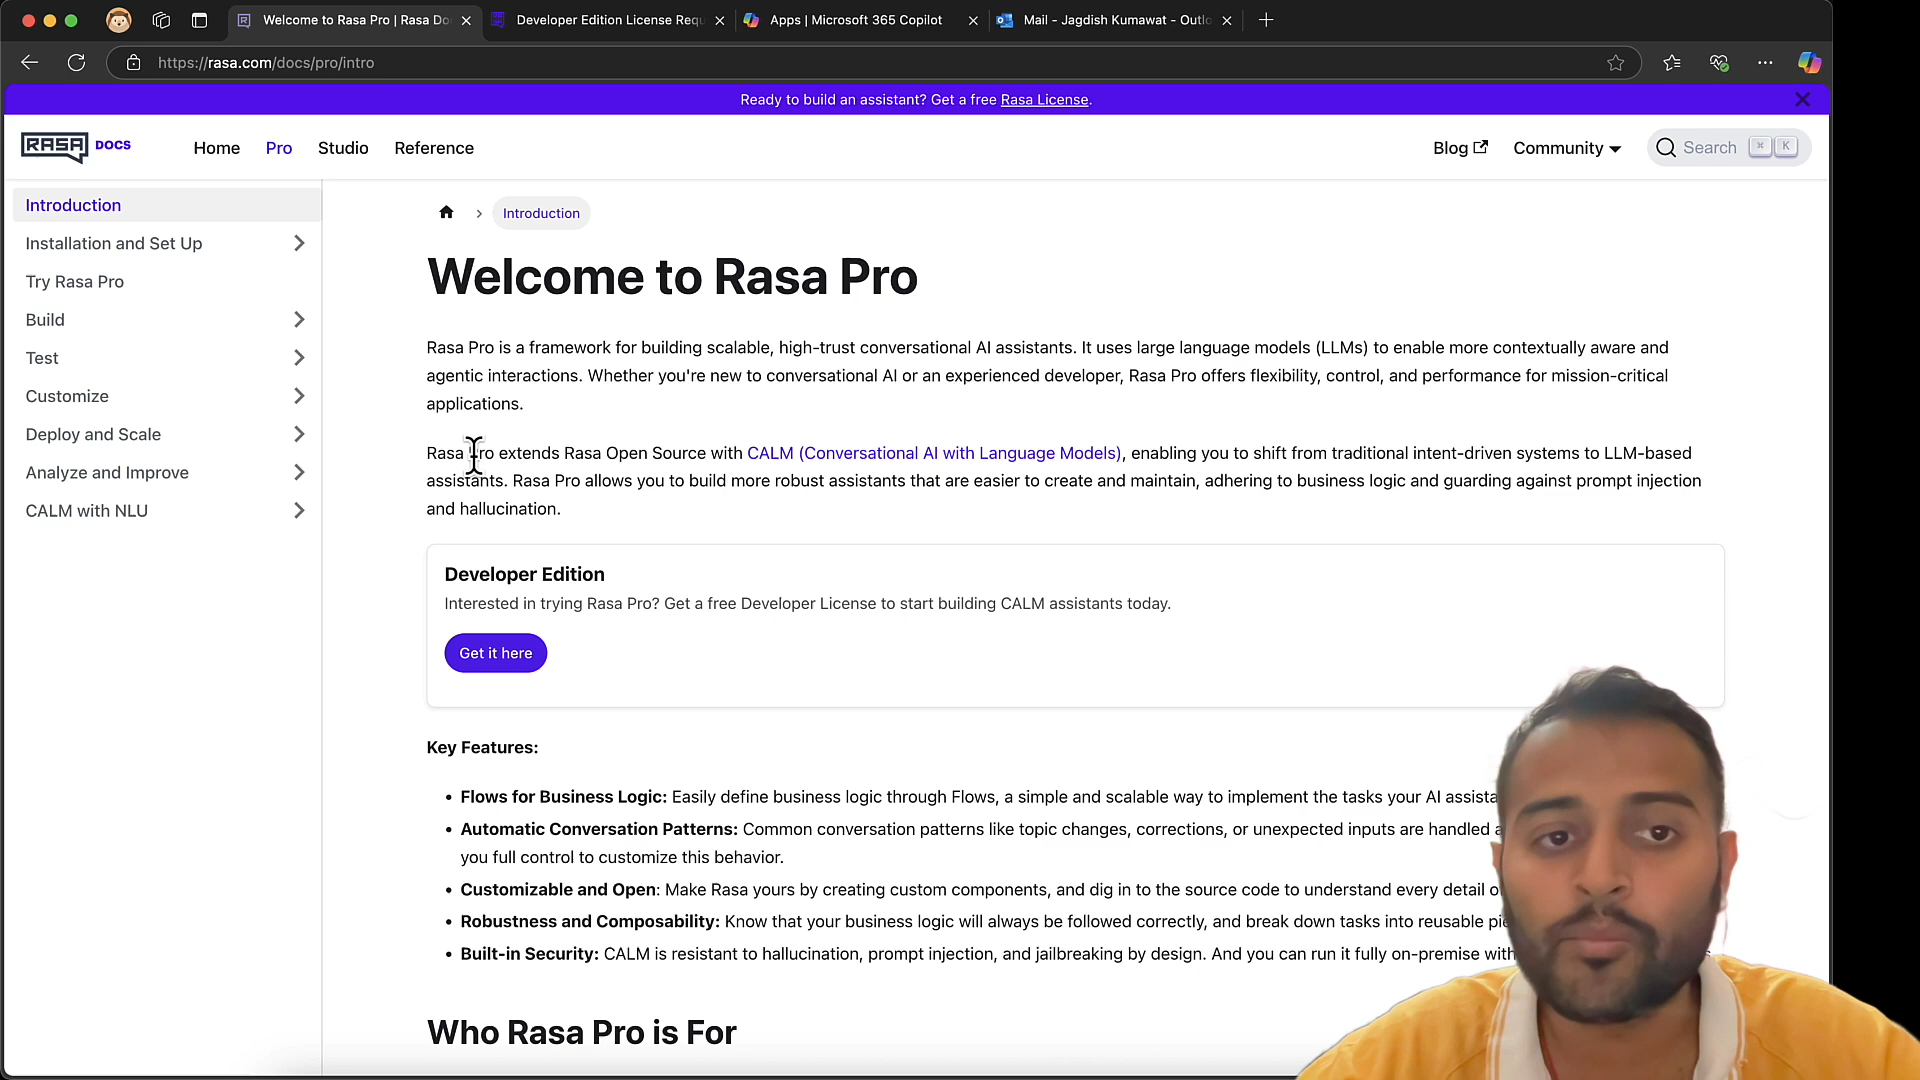 Welcome to Rasa Pro | Rasa Do
Developer Edition License Requ
Apps | Microsoft 365 Copilot
Mail - Jagdish Kumawat - Outlo
https://rasa.com/docs/pro/intro
Ready to build an assistant? Get a free Rasa License.
RASA DOCS
Home
Pro
Studio
Reference
Blog
Community
Search
⌘ K
Introduction
Installation and Set Up
Try Rasa Pro
Build
Test
Customize
Deploy and Scale
Analyze and Improve
CALM with NLU
Introduction
Welcome to Rasa Pro
Rasa Pro is a framework for building scalable, high-trust conversational AI assistants. It uses large language models (LLMs) to enable more contextually aware and
agentic interactions. Whether you're new to conversational AI or an experienced developer, Rasa Pro offers flexibility, control, and performance for mission-critical
applications.
Rasa Pro extends Rasa Open Source with CALM (Conversational AI with Language Models), enabling you to shift from traditional intent-driven systems to LLM-based
assistants. Rasa Pro allows you to build more robust assistants that are easier to create and maintain, adhering to business logic and guarding against prompt injection
and hallucination.
Developer Edition
Interested in trying Rasa Pro? Get a free Developer License to start building CALM assistants today.
Get it here
Key Features:
• Flows for Business Logic: Easily define business logic through Flows, a simple and scalable way to implement the tasks your AI assista
• Automatic Conversation Patterns: Common conversation patterns like topic changes, corrections, or unexpected inputs are handled a
you full control to customize this behavior.
• Customizable and Open: Make Rasa yours by creating custom components, and dig in to the source code to understand every detail o
• Robustness and Composability: Know that your business logic will always be followed correctly, and break down tasks into reusable pi
• Built-in Security: CALM is resistant to hallucination, prompt injection, and jailbreaking by design. And you can run it fully on-premise with
Who Rasa Pro is For